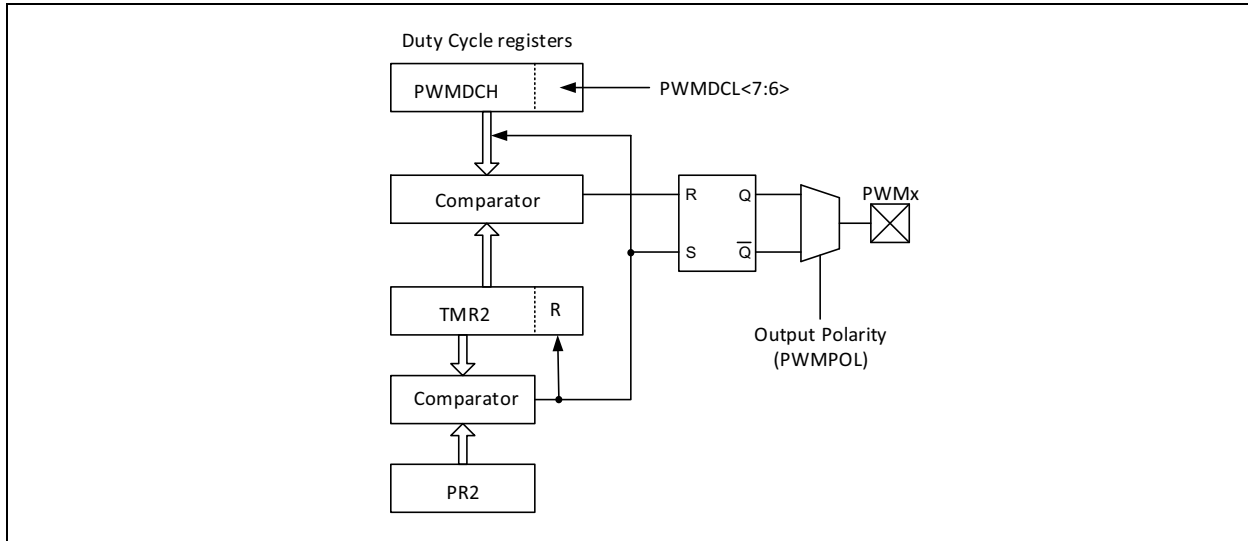 Duty Cycle registers
PWMDCH
PWMDCL<7:6>
Comparator
R
Q
PWMx
S
Q̅
TMR2
R
Output Polarity
(PWMPOL)
Comparator
PR2